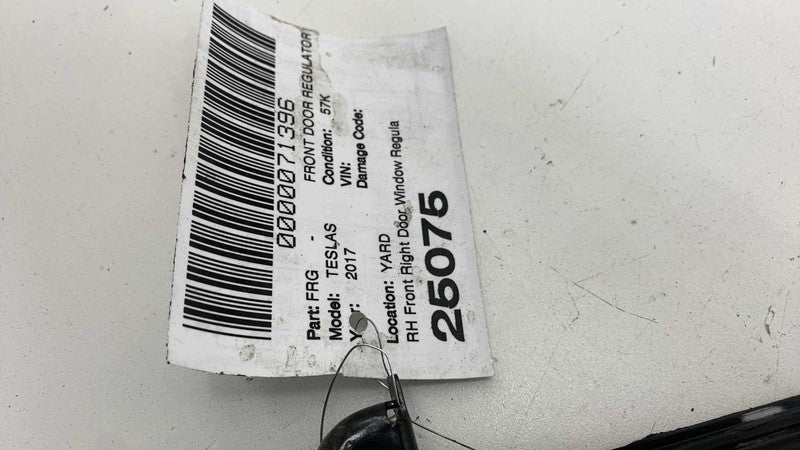 0000071396
Part: FRG - FRONT DOOR REGULATOR
Model: TESLAS Condition: 57K
Year: 2017 VIN:
Damage Code:
Location: YARD
RH Front Right Door Window Regula
25075